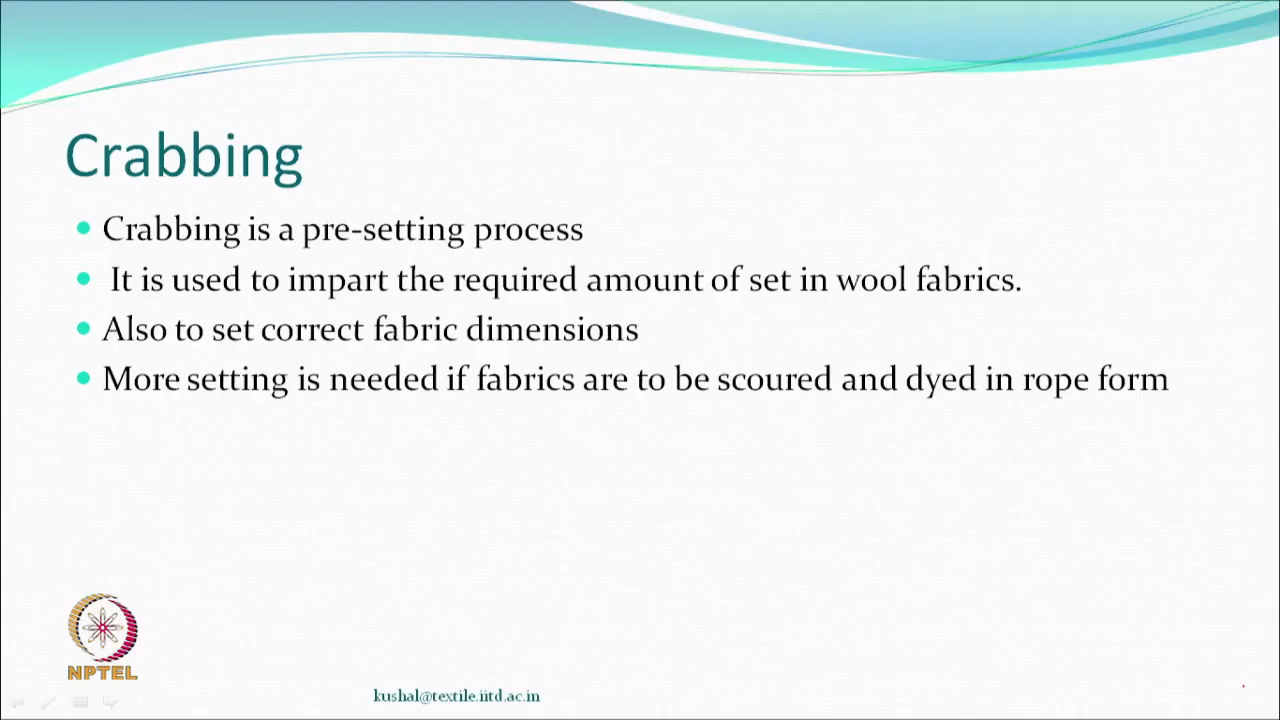 Crabbing
Crabbing is a pre-setting process
It is used to impart the required amount of set in wool fabrics.
Also to set correct fabric dimensions
More setting is needed if fabrics are to be scoured and dyed in rope form
NPTEL
kushal@textile.iitd.ac.in